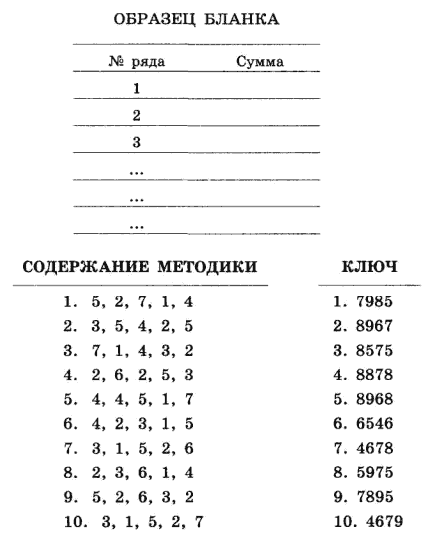 ОБРАЗЕЦ БЛАНКА
№ ряда Сумма
1
2
3
...
...
...
СОДЕРЖАНИЕ МЕТОДИКИ КЛЮЧ
1. 5, 2, 7, 1, 4 1. 7985
2. 3, 5, 4, 2, 5 2. 8967
3. 7, 1, 4, 3, 2 3. 8575
4. 2, 6, 2, 5, 3 4. 8878
5. 4, 4, 5, 1, 7 5. 8968
6. 4, 2, 3, 1, 5 6. 6546
7. 3, 1, 5, 2, 6 7. 4678
8. 2, 3, 6, 1, 4 8. 5975
9. 5, 2, 6, 3, 2 9. 7895
10. 3, 1, 5, 2, 7 10. 4679